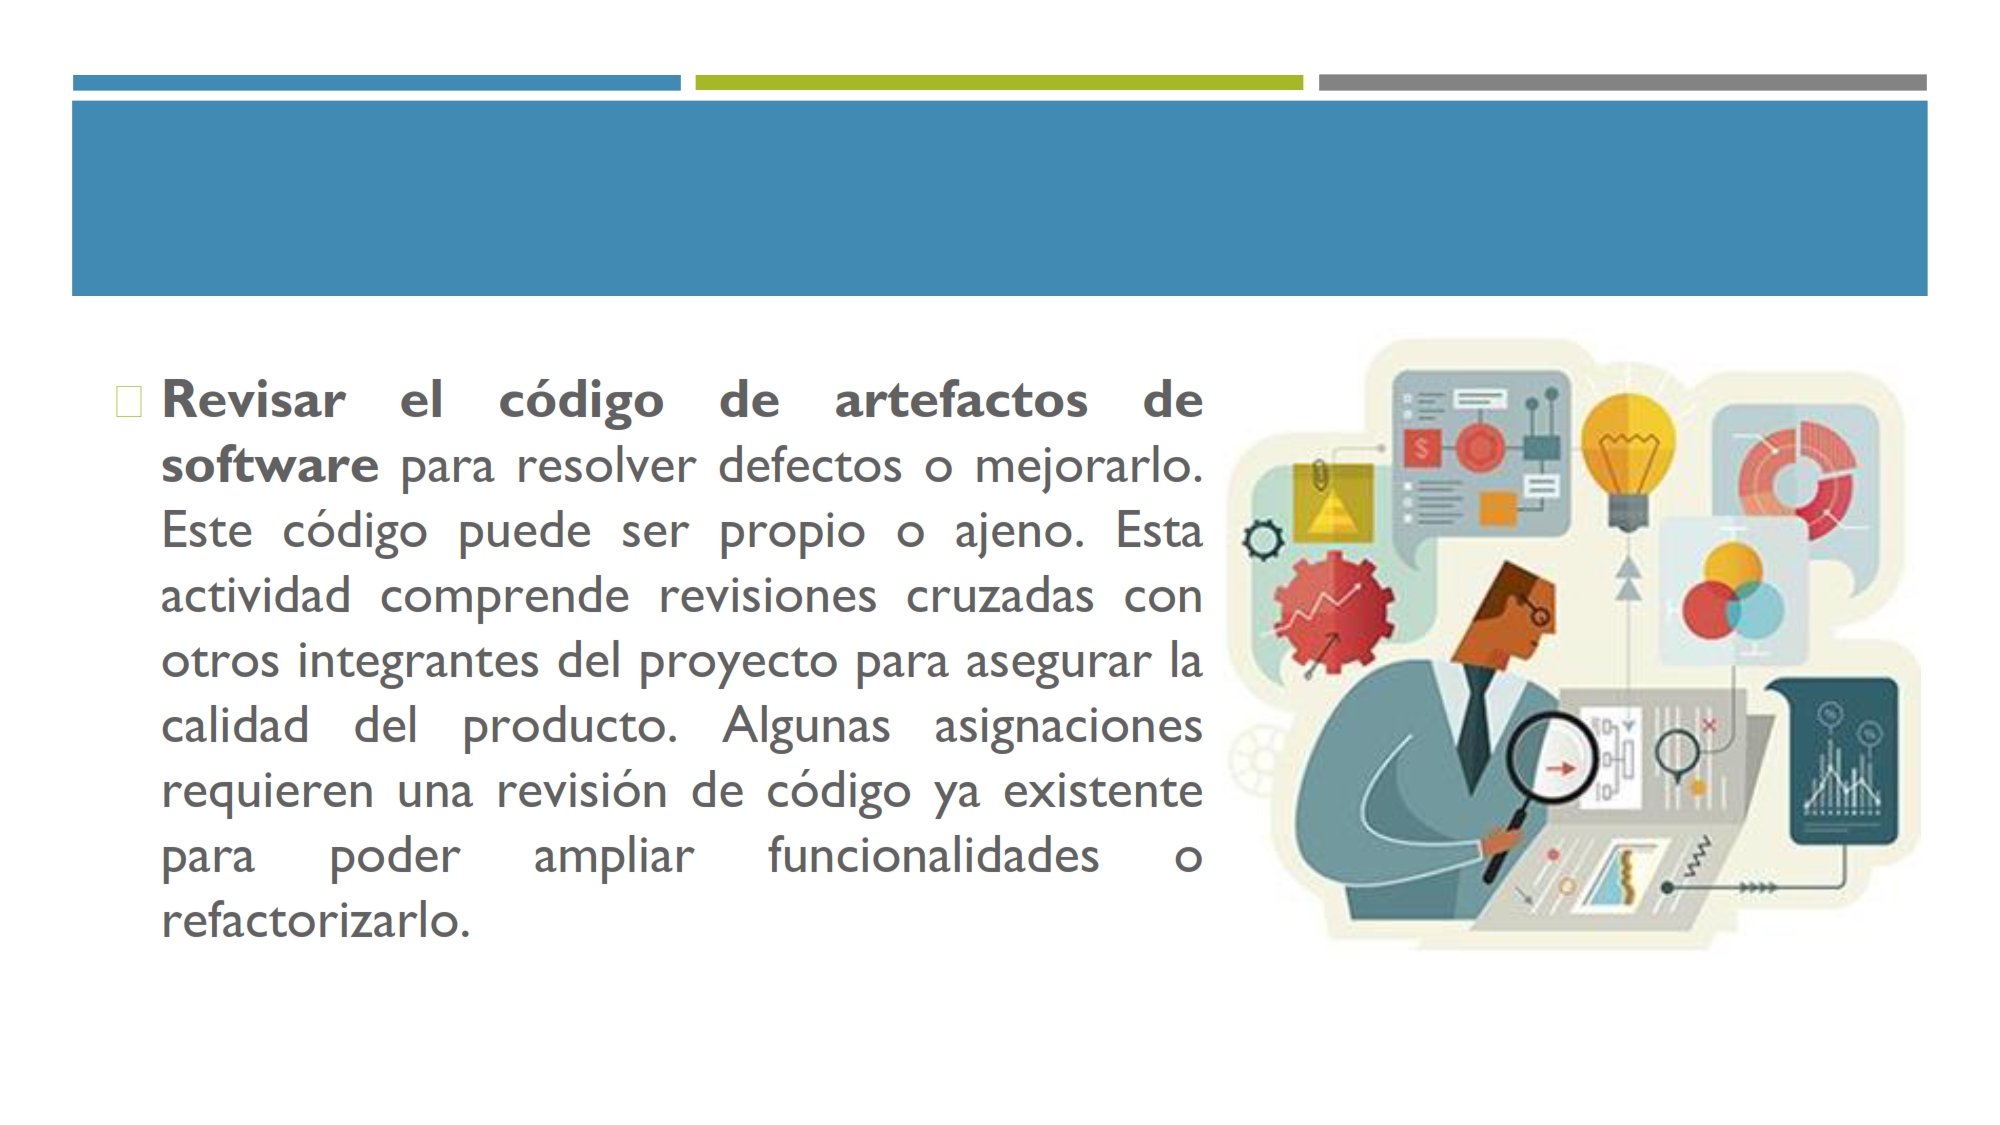 Revisar el código de artefactos de
software para resolver defectos o mejorarlo.
Este código puede ser propio o ajeno. Esta
actividad comprende revisiones cruzadas con
otros integrantes del proyecto para asegurar la
calidad del producto. Algunas asignaciones
requieren una revisión de código ya existente
para poder ampliar funcionalidades o
refactorizarlo.
$
%
%